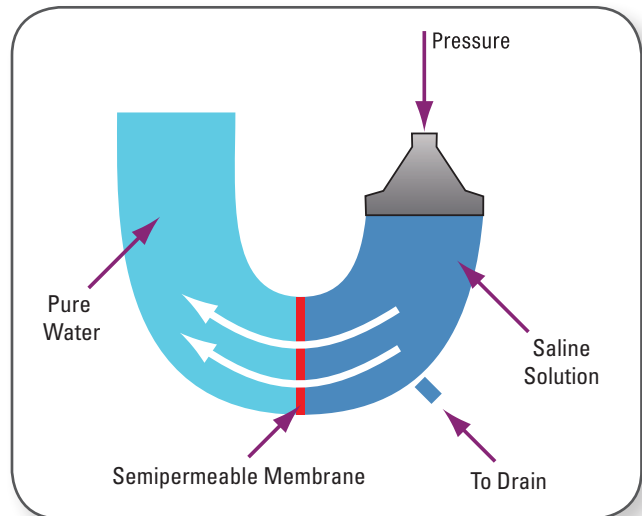 Pressure
Pure
Water
Saline
Solution
Semipermeable Membrane
To Drain